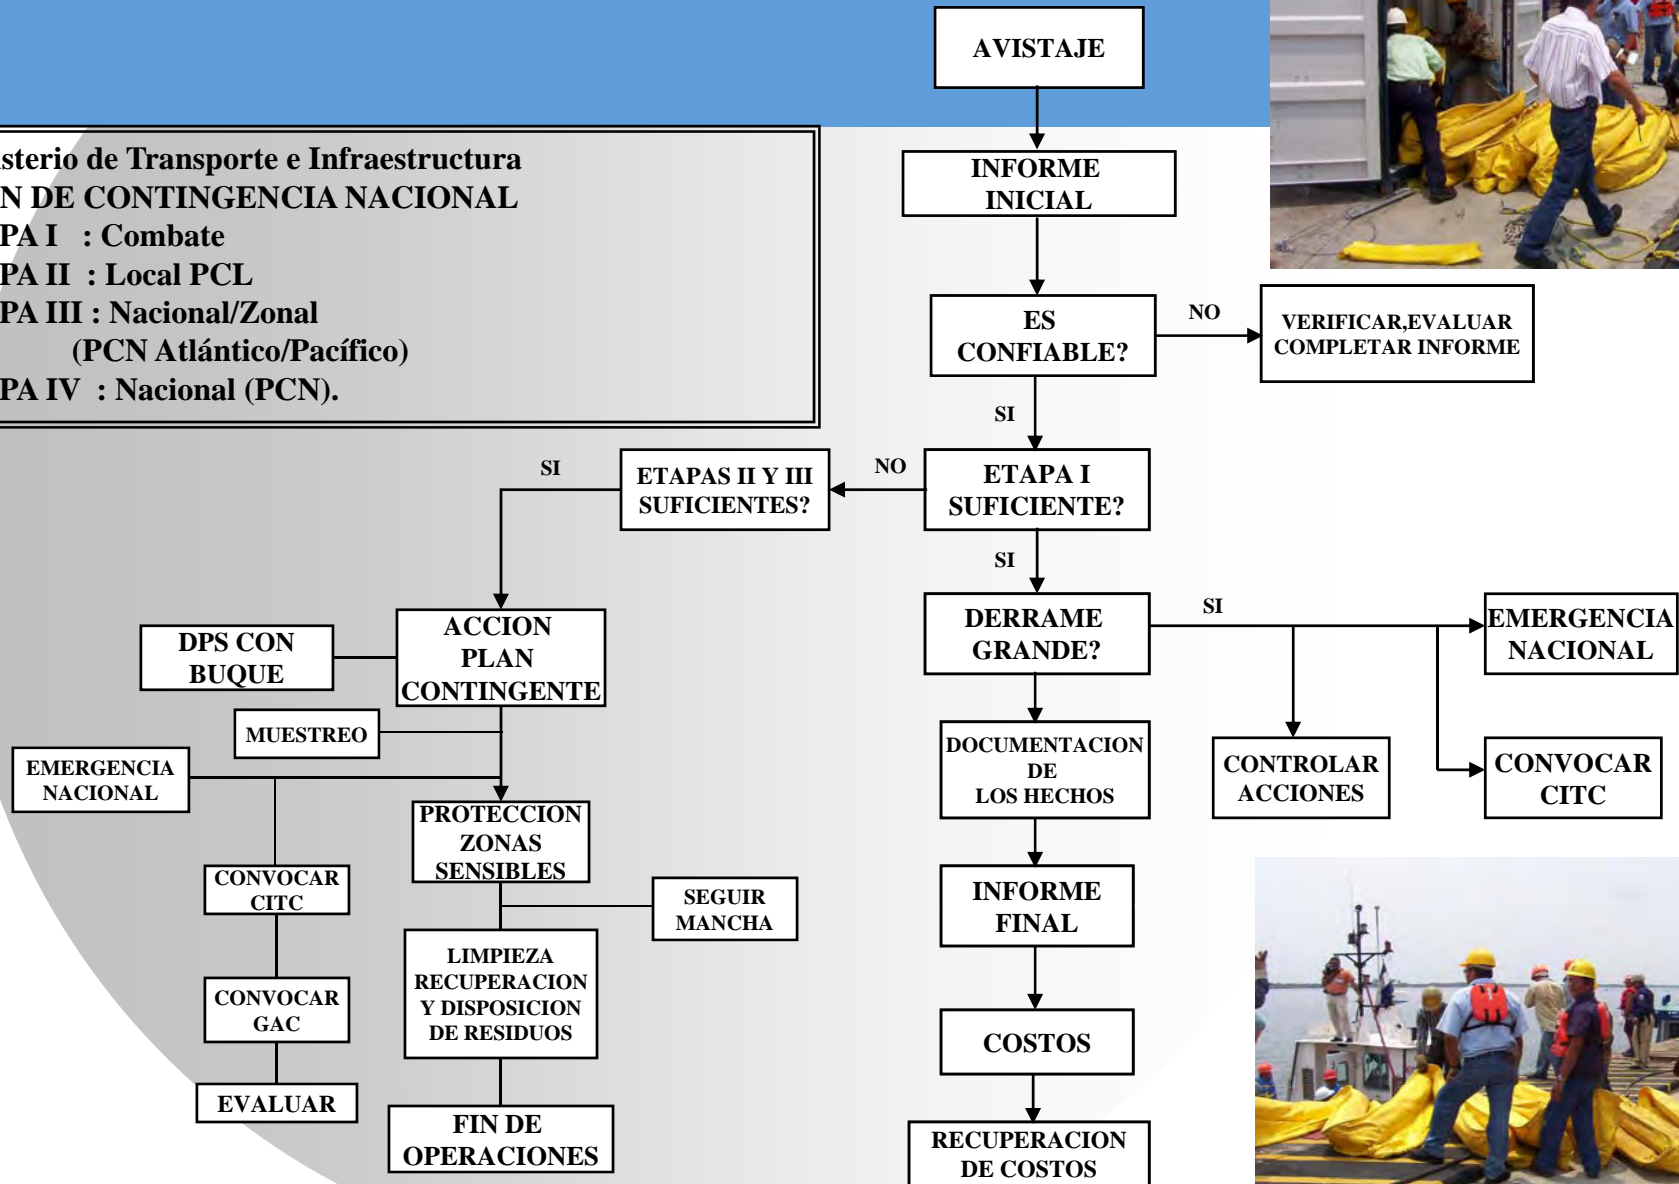 AVISTAJE
sterio de Transporte e Infraestructura
N DE CONTINGENCIA NACIONAL
PA I : Combate
PA II : Local PCL
PA III : Nacional/Zonal
(PCN Atlántico/Pacífico)
PA IV : Nacional (PCN).
INFORME
INICIAL
ES
CONFIABLE?
NO
VERIFICAR,EVALUAR
COMPLETAR INFORME
SI
ETAPA I
SUFICIENTE?
NO
ETAPAS II Y III
SUFICIENTES?
SI
SI
DERRAME
GRANDE?
SI
EMERGENCIA
NACIONAL
ACCION
PLAN
CONTINGENTE
DPS CON
BUQUE
MUESTREO
EMERGENCIA
NACIONAL
DOCUMENTACION
DE
LOS HECHOS
CONTROLAR
ACCIONES
CONVOCAR
CITC
PROTECCION
ZONAS
SENSIBLES
CONVOCAR
CITC
SEGUIR
MANCHA
INFORME
FINAL
LIMPIEZA
RECUPERACION
Y DISPOSICION
DE RESIDUOS
CONVOCAR
GAC
COSTOS
EVALUAR
FIN DE
OPERACIONES
RECUPERACION
DE COSTOS